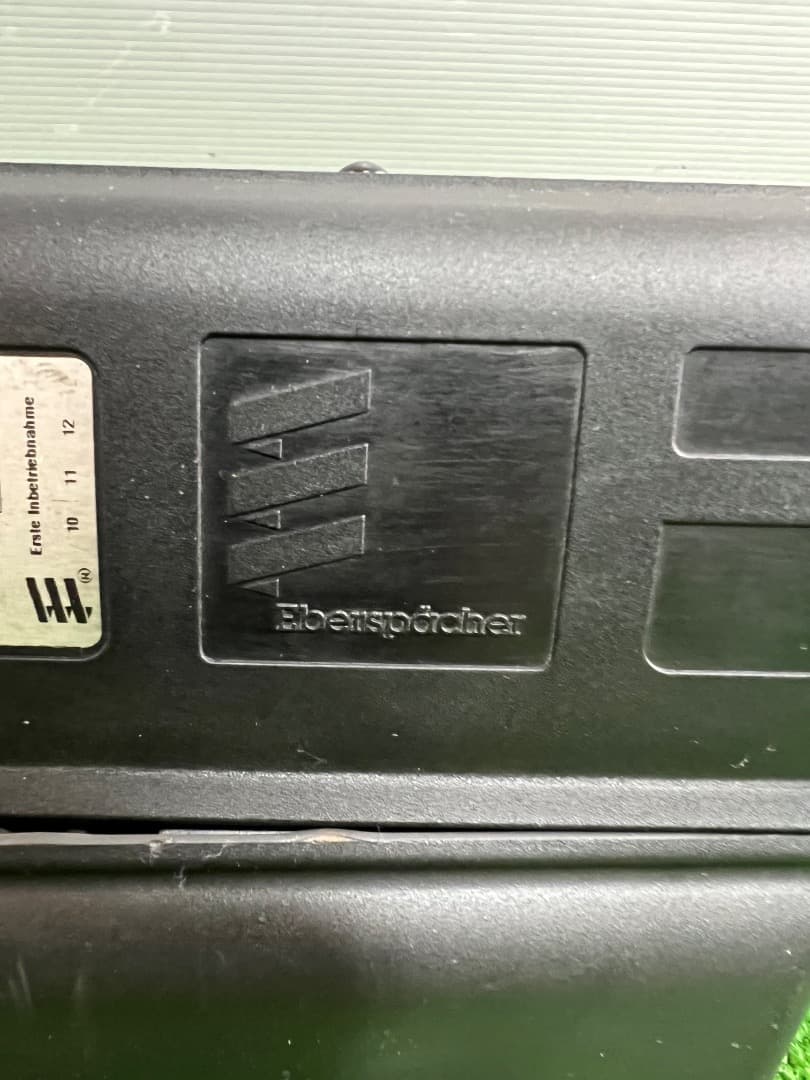 Erste Inbetriebnahme
10 11 12
®
Eberspächer